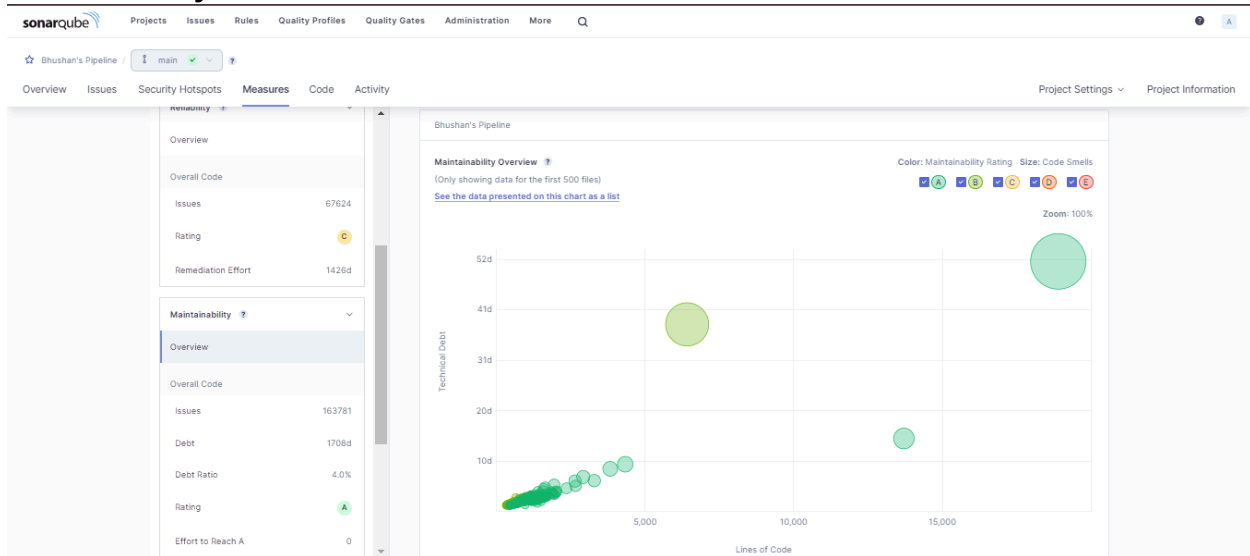 sonarqube Projects Issues Rules Quality Profiles Quality Gates Administration More ? A
Bhushan's Pipeline / main ?
Overview Issues Security Hotspots Measures Code Activity Project Settings Project Information
Reliability ?
Overview
Overall Code
Issues 67624
Rating C
Remediation Effort 1426d
Maintainability ?
Overview
Overall Code
Issues 163781
Debt 1708d
Debt Ratio 4.0%
Rating A
Effort to Reach A 0
Bhushan's Pipeline
Maintainability Overview ? Color: Maintainability Rating Size: Code Smells
(Only showing data for the first 500 files) A B C D E
See the data presented on this chart as a list
Zoom: 100%
52d
41d
31d
20d
10d
Technical Debt
5,000 10,000 15,000
Lines of Code